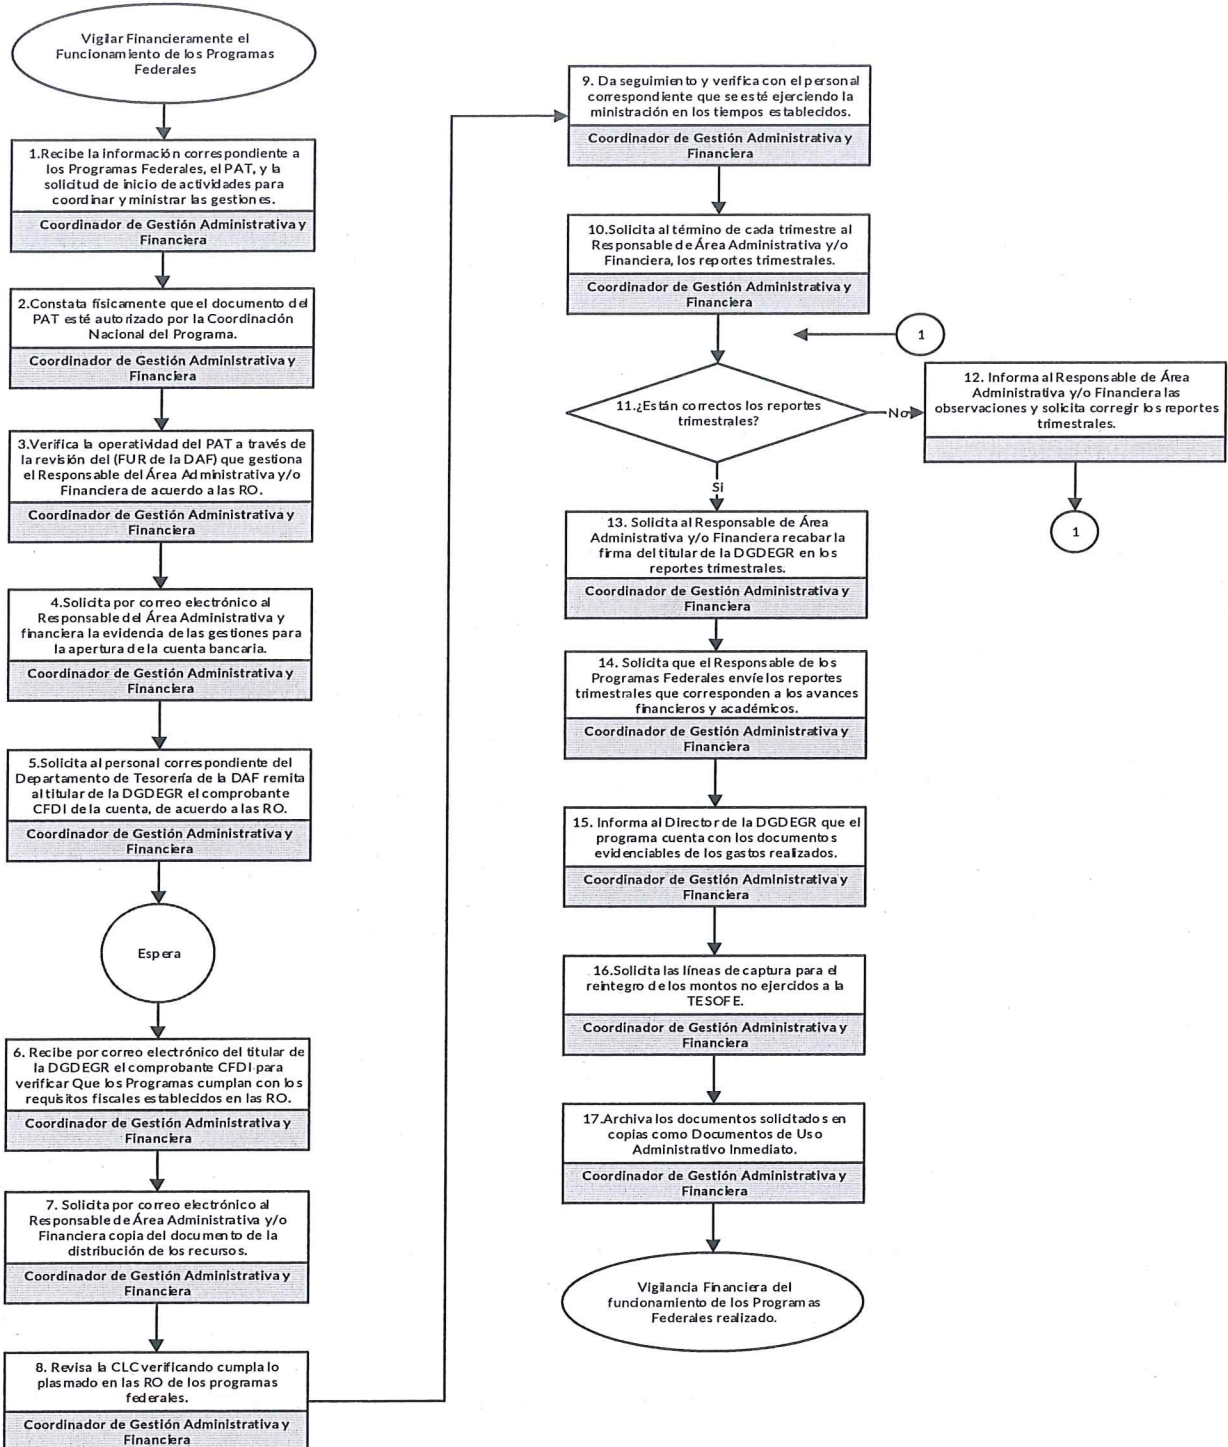 Vigilar Financieramente el
Funcionamiento de los Programas
Federales
1.Recibe la información correspondiente a
los Programas Federales, el PAT, y la
solicitud de inicio de actividades para
coordinar y ministrar las gestiones.
Coordinador de Gestión Administrativa y
Financiera
2.Constata físicamente que el documento del
PAT esté autorizado por la Coordinación
Nacional del Programa.
Coordinador de Gestión Administrativa y
Financiera
3.Verifica la operatividad del PAT a través de
la revisión del (FUR de la DAF) que gestiona
el Responsable del Área Administrativa y/o
Financiera de acuerdo a las RO.
Coordinador de Gestión Administrativa y
Financiera
4.Solicita por correo electrónico al
Responsable del Área Administrativa y
financiera la evidencia de las gestiones para
la apertura de la cuenta bancaria.
Coordinador de Gestión Administrativa y
Financiera
5.Solicita al personal correspondiente del
Departamento de Tesorería de la DAF remita
al titular de la DGDEGR el comprobante
CFDI de la cuenta, de acuerdo a las RO.
Coordinador de Gestión Administrativa y
Financiera
Espera
6. Recibe por correo electrónico del titular de
la DGDEGR el comprobante CFDI para
verificar Que los Programas cumplan con los
requisitos fiscales establecidos en las RO.
Coordinador de Gestión Administrativa y
Financiera
7. Solicita por correo electrónico al
Responsable de Área Administrativa y/o
Financiera copia del documento de la
distribución de los recursos.
Coordinador de Gestión Administrativa y
Financiera
8. Revisa la CLC verificando cumpla lo
plasmado en las RO de los programas
federales.
Coordinador de Gestión Administrativa y
Financiera
9. Da seguimiento y verifica con el personal
correspondiente que se esté ejerciendo la
ministración en los tiempos establecidos.
Coordinador de Gestión Administrativa y
Financiera
10.Solicita al término de cada trimestre al
Responsable de Área Administrativa y/o
Financiera, los reportes trimestrales.
Coordinador de Gestión Administrativa y
Financiera
1
11.¿Están correctos los reportes
trimestrales?
No
12. Informa al Responsable de Área
Administrativa y/o Financiera las
observaciones y solicita corregir los reportes
trimestrales.
1
Si
13. Solicita al Responsable de Área
Administrativa y/o Financiera recabar la
firma del titular de la DGDEGR en los
reportes trimestrales.
Coordinador de Gestión Administrativa y
Financiera
14. Solicita que el Responsable de los
Programas Federales envíe los reportes
trimestrales que corresponden a los avances
financieros y académicos.
Coordinador de Gestión Administrativa y
Financiera
15. Informa al Director de la DGDEGR que el
programa cuenta con los documentos
evidenciables de los gastos realizados.
Coordinador de Gestión Administrativa y
Financiera
16.Solicita las líneas de captura para el
reintegro de los montos no ejercidos a la
TESOFE.
Coordinador de Gestión Administrativa y
Financiera
17.Archiva los documentos solicitados en
copias como Documentos de Uso
Administrativo Inmediato.
Coordinador de Gestión Administrativa y
Financiera
Vigilancia Financiera del
funcionamiento de los Programas
Federales realizado.